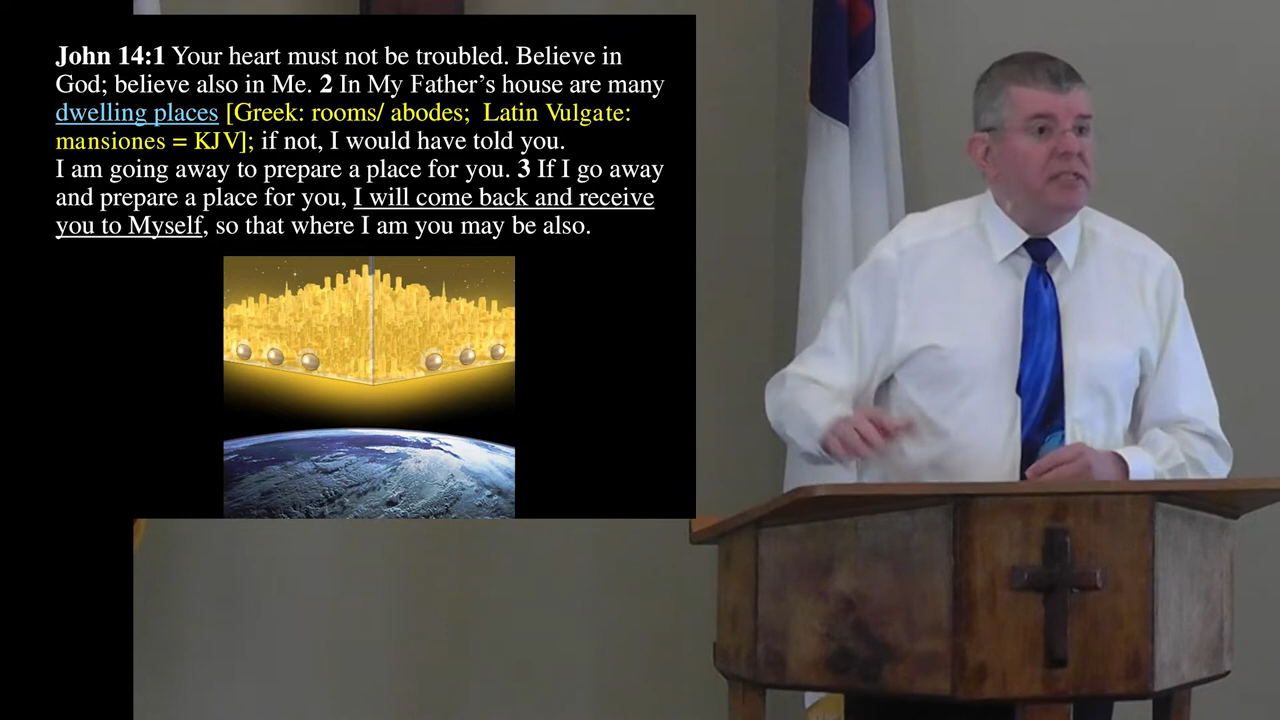 John 14:1 Your heart must not be troubled. Believe in
God; believe also in Me. 2 In My Father’s house are many
dwelling places [Greek: rooms/ abodes;  Latin Vulgate:
mansiones = KJV]; if not, I would have told you.
I am going away to prepare a place for you. 3 If I go away
and prepare a place for you, I will come back and receive
you to Myself, so that where I am you may be also.